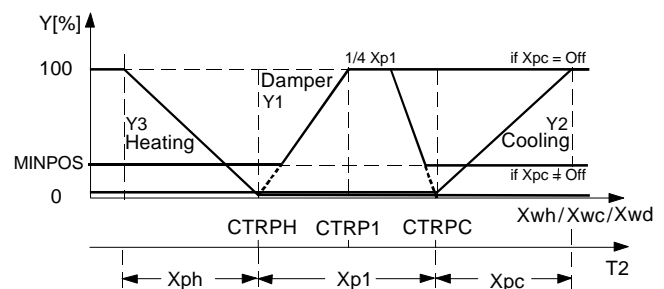 Y[%]
100
1/4 Xp1
if Xpc = Off
Damper
Y1
Y3
Heating
Y2
Cooling
MINPOS
if Xpc ≠ Off
0
Xwh/Xwc/Xwd
CTRPH
CTRP1
CTRPC
T2
Xph
Xp1
Xpc